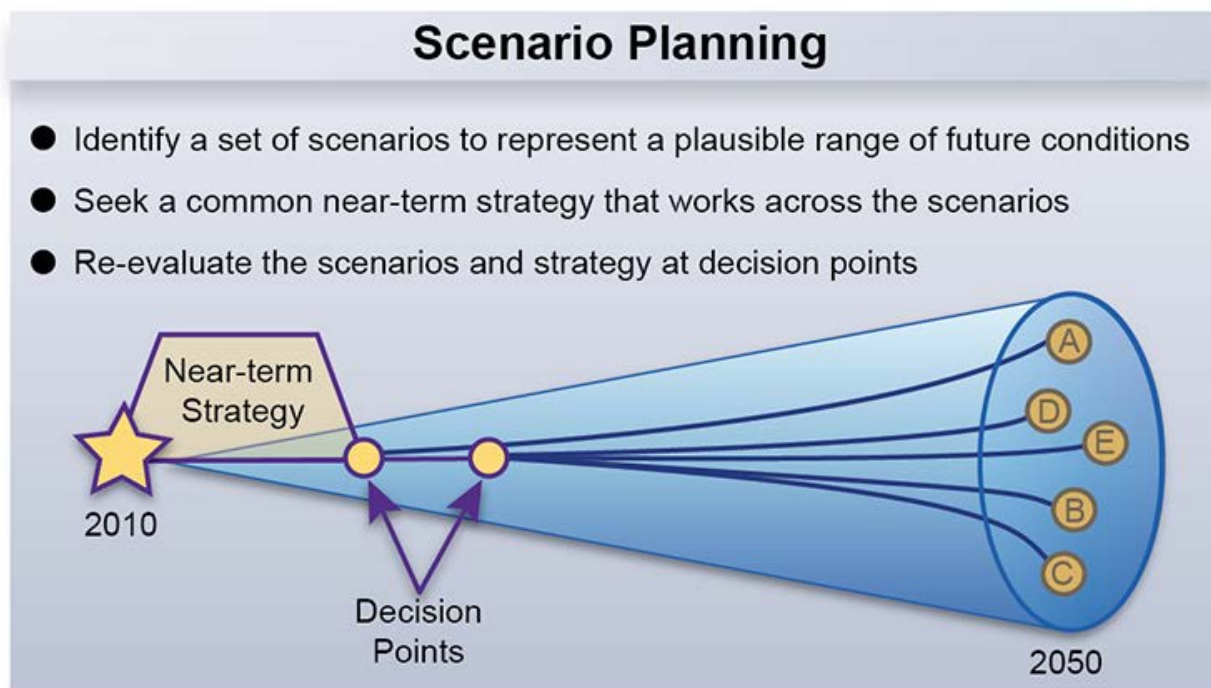 Scenario Planning
● Identify a set of scenarios to represent a plausible range of future conditions
● Seek a common near-term strategy that works across the scenarios
● Re-evaluate the scenarios and strategy at decision points
Near-term
Strategy
A
D
E
B
C
2010
Decision
Points
2050